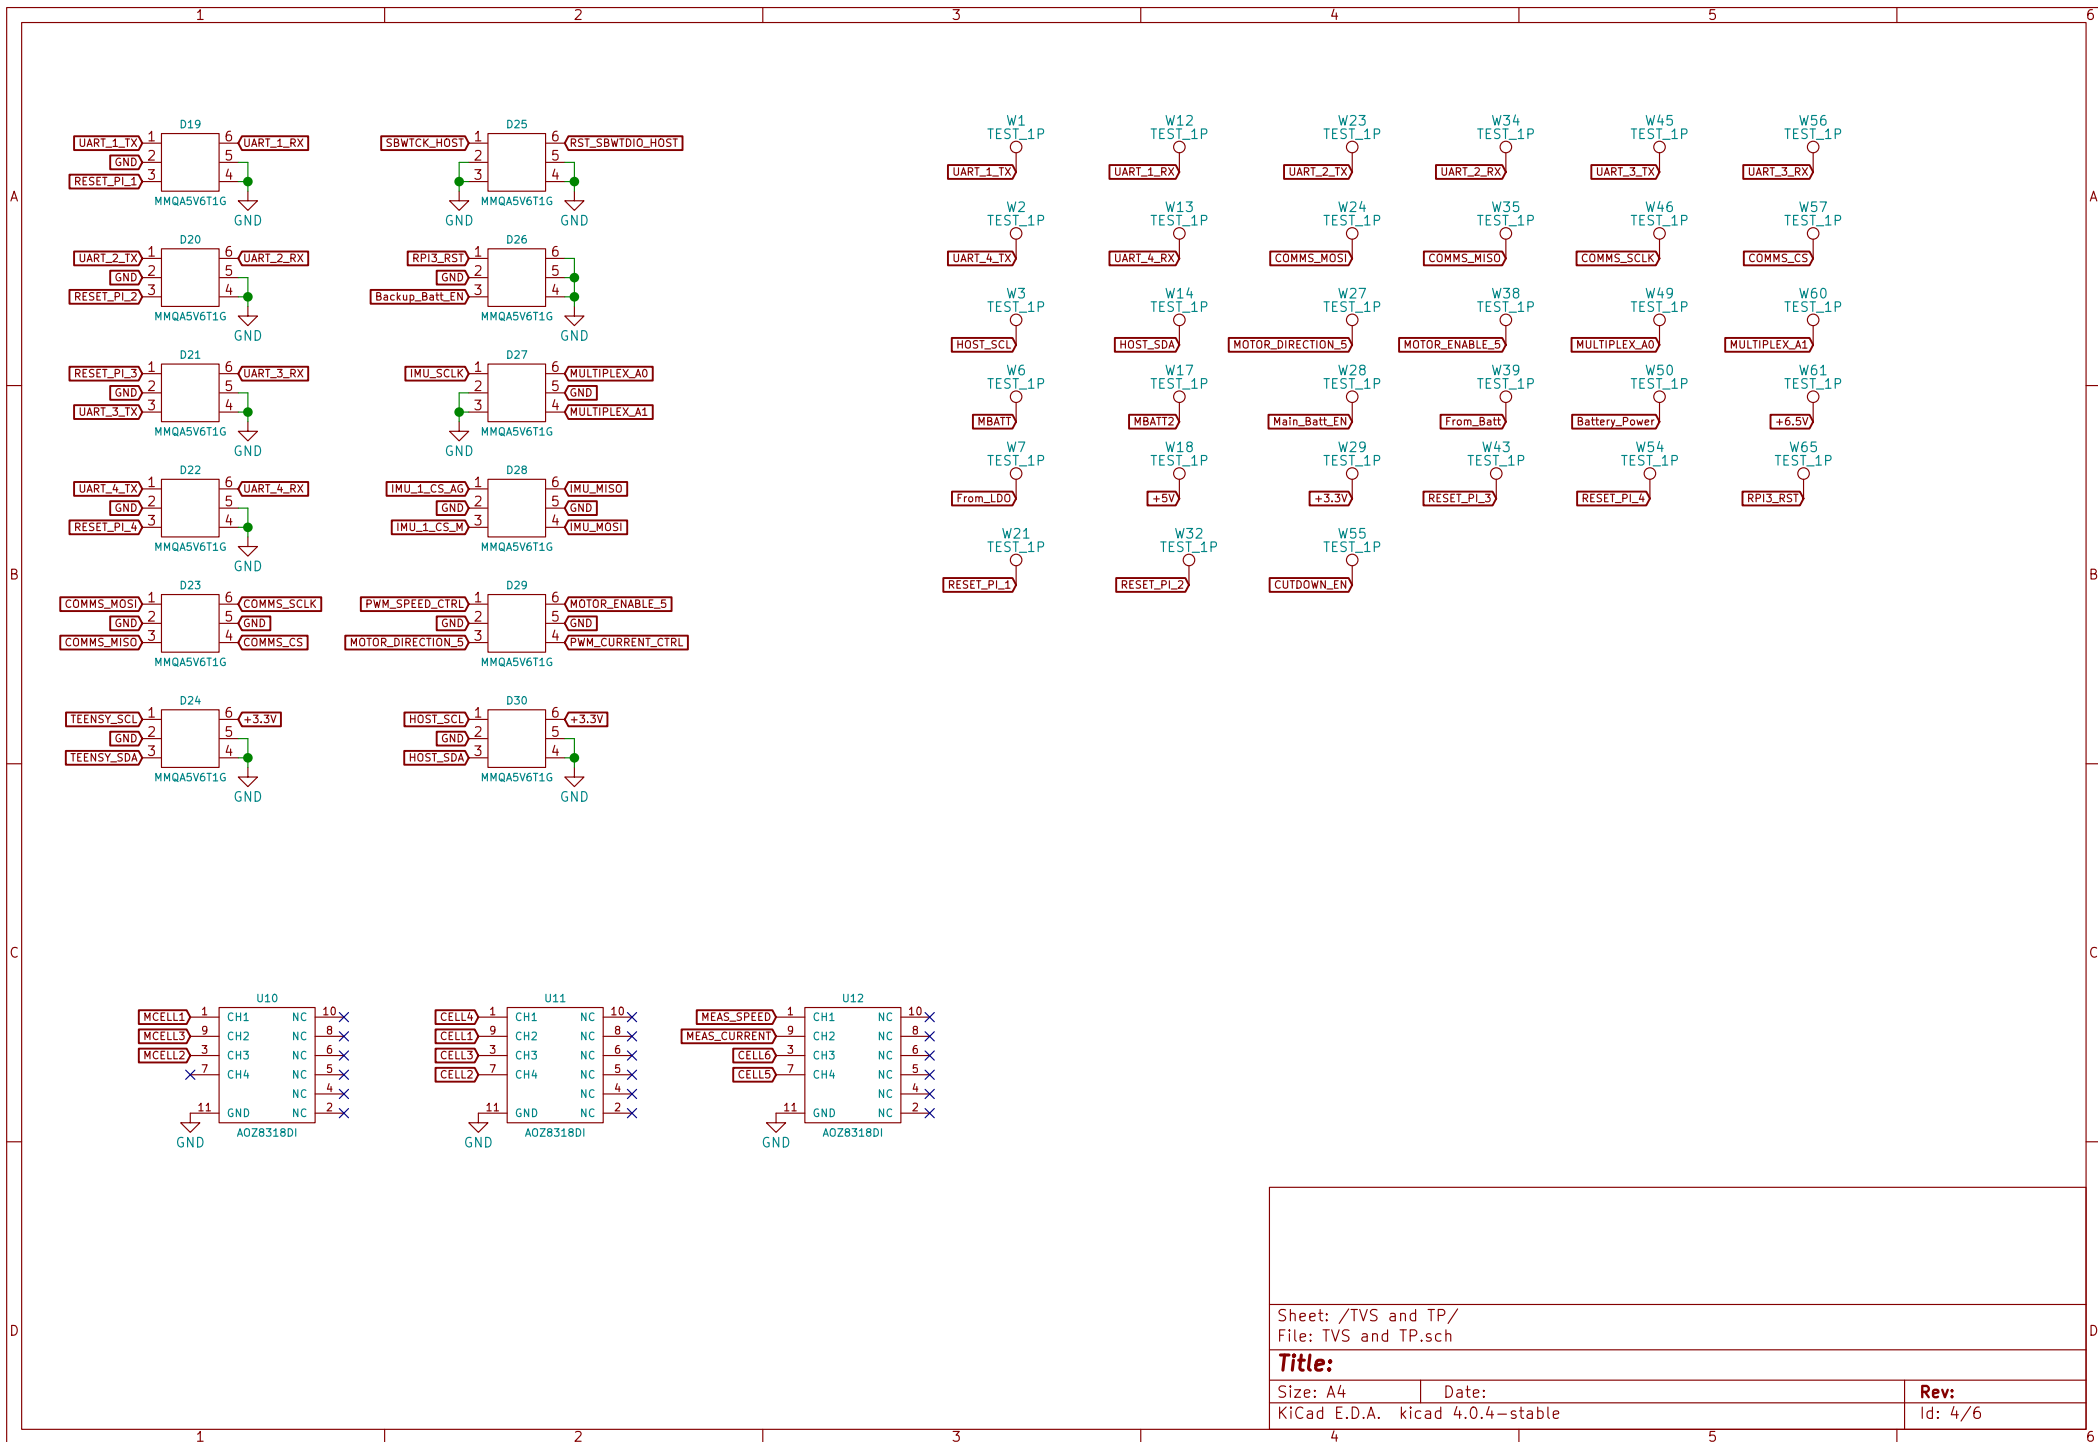 1 2 3 4 5 6
A A
B B
C C
D D
D19
UART_1_TX 1 6 UART_1_RX
GND 2 5
RESET_PI_1 3 4
MMQA5V6T1G
GND
D25
SBWTCK_HOST 1 6 RST_SBWTDIO_HOST
2 5
3 4
MMQA5V6T1G
GND GND
D20
UART_2_TX 1 6 UART_2_RX
GND 2 5
RESET_PI_2 3 4
MMQA5V6T1G
GND
D26
RPI3_RST 1 6
GND 2 5
Backup_Batt_EN 3 4
MMQA5V6T1G
GND
D21
RESET_PI_3 1 6 UART_3_RX
GND 2 5
UART_3_TX 3 4
MMQA5V6T1G
GND
D27
IMU_SCLK 1 6 MULTIPLEX_A0
2 5 GND
3 4 MULTIPLEX_A1
MMQA5V6T1G
GND
D22
UART_4_TX 1 6 UART_4_RX
GND 2 5
RESET_PI_4 3 4
MMQA5V6T1G
GND
D28
IMU_1_CS_AG 1 6 IMU_MISO
GND 2 5 GND
IMU_1_CS_M 3 4 IMU_MOSI
MMQA5V6T1G
D23
COMMS_MOSI 1 6 COMMS_SCLK
GND 2 5 GND
COMMS_MISO 3 4 COMMS_CS
MMQA5V6T1G
D29
PWM_SPEED_CTRL 1 6 MOTOR_ENABLE_5
GND 2 5 GND
MOTOR_DIRECTION_5 3 4 PWM_CURRENT_CTRL
MMQA5V6T1G
D24
TEENSY_SCL 1 6 +3.3V
GND 2 5
TEENSY_SDA 3 4
MMQA5V6T1G
GND
D30
HOST_SCL 1 6 +3.3V
GND 2 5
HOST_SDA 3 4
MMQA5V6T1G
GND
W1 W12 W23 W34 W45 W56
TEST_1P TEST_1P TEST_1P TEST_1P TEST_1P TEST_1P
UART_1_TX UART_1_RX UART_2_TX UART_2_RX UART_3_TX UART_3_RX
W2 W13 W24 W35 W46 W57
TEST_1P TEST_1P TEST_1P TEST_1P TEST_1P TEST_1P
UART_4_TX UART_4_RX COMMS_MOSI COMMS_MISO COMMS_SCLK COMMS_CS
W3 W14 W27 W38 W49 W60
TEST_1P TEST_1P TEST_1P TEST_1P TEST_1P TEST_1P
HOST_SCL HOST_SDA MOTOR_DIRECTION_5 MOTOR_ENABLE_5 MULTIPLEX_A0 MULTIPLEX_A1
W6 W17 W28 W39 W50 W61
TEST_1P TEST_1P TEST_1P TEST_1P TEST_1P TEST_1P
MBATT MBATT2 Main_Batt_EN From_Batt Battery_Power +6.5V
W7 W18 W29 W43 W54 W65
TEST_1P TEST_1P TEST_1P TEST_1P TEST_1P TEST_1P
From_LDO +5V +3.3V RESET_PI_3 RESET_PI_4 RPI3_RST
W21 W32 W55
TEST_1P TEST_1P TEST_1P
RESET_PI_1 RESET_PI_2 CUTDOWN_EN
U10
MCELL1 1 CH1 NC 10
MCELL3 9 CH2 NC 8
MCELL2 3 CH3 NC 6
7 CH4 NC 5
NC 4
11 GND NC 2
GND AOZ8318DI
U11
CELL4 1 CH1 NC 10
CELL1 9 CH2 NC 8
CELL3 3 CH3 NC 6
CELL2 7 CH4 NC 5
NC 4
11 GND NC 2
GND AOZ8318DI
U12
MEAS_SPEED 1 CH1 NC 10
MEAS_CURRENT 9 CH2 NC 8
CELL6 3 CH3 NC 6
CELL5 7 CH4 NC 5
NC 4
11 GND NC 2
GND AOZ8318DI
Sheet: /TVS and TP/
File: TVS and TP.sch
Title:
Size: A4 Date: Rev:
KiCad E.D.A. kicad 4.0.4-stable Id: 4/6
1 2 3 4 5 6